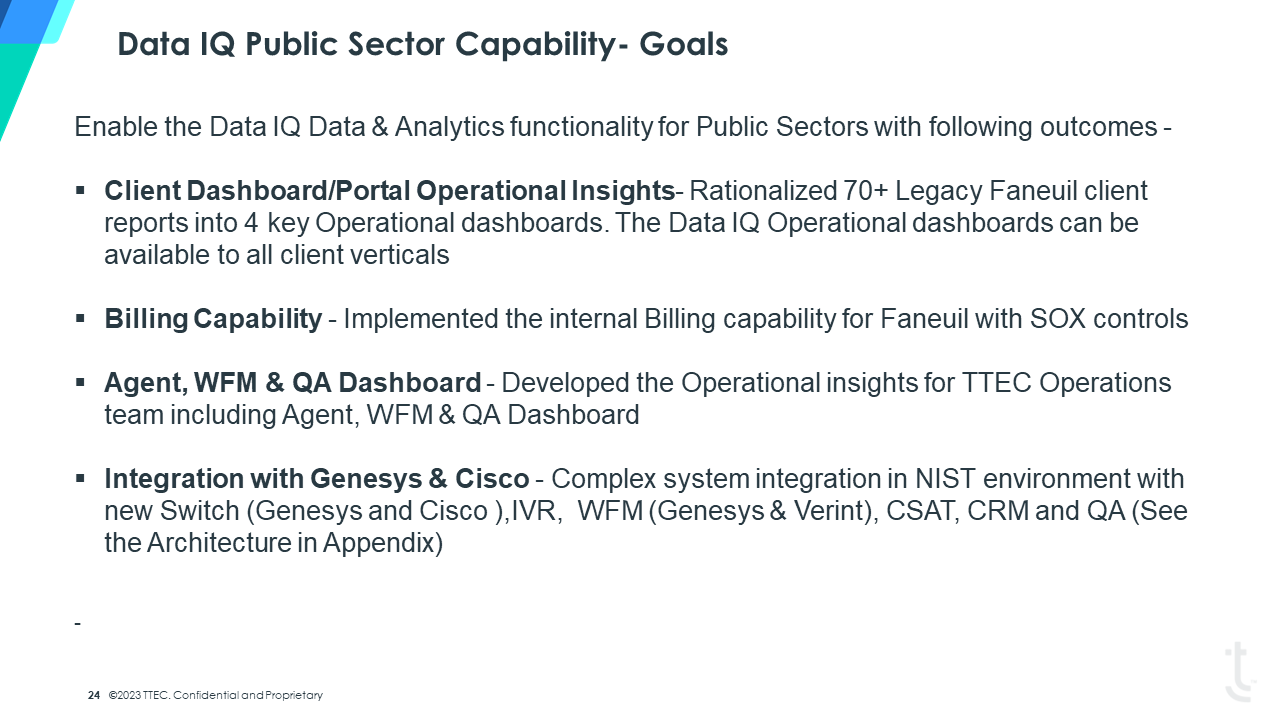 Data IQ Public Sector Capability- Goals
Enable the Data IQ Data & Analytics functionality for Public Sectors with following outcomes -
▪ Client Dashboard/Portal Operational Insights- Rationalized 70+ Legacy Faneuil client
reports into 4 key Operational dashboards. The Data IQ Operational dashboards can be
available to all client verticals
▪ Billing Capability - Implemented the internal Billing capability for Faneuil with SOX controls
▪ Agent, WFM & QA Dashboard - Developed the Operational insights for TTEC Operations
team including Agent, WFM & QA Dashboard
▪ Integration with Genesys & Cisco - Complex system integration in NIST environment with
new Switch (Genesys and Cisco ),IVR,  WFM (Genesys & Verint), CSAT, CRM and QA (See
the Architecture in Appendix)
-
24 ©2023 TTEC. Confidential and Proprietary